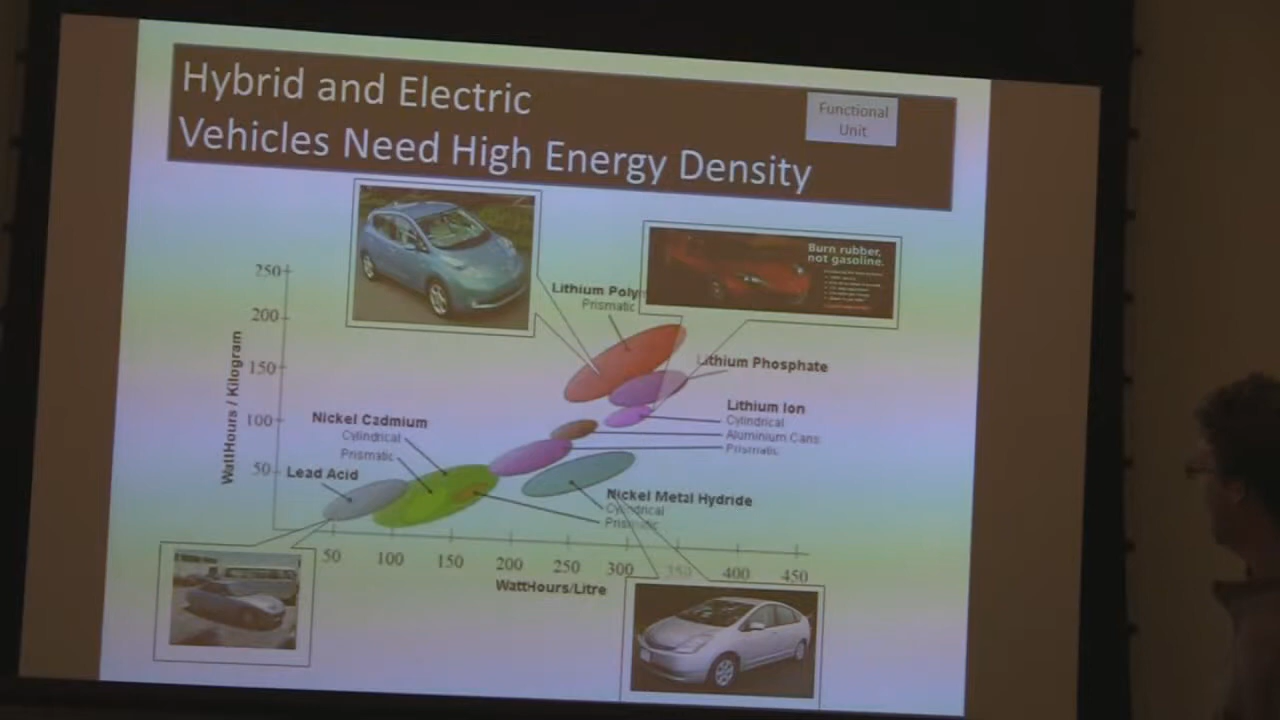 Hybrid and Electric
Vehicles Need High Energy Density
Functional
Unit
Burn rubber,
not gasoline.
Lithium Poly
Prismatic
Lithium Phosphate
Lithium Ion
Cylindrical
Aluminium Cans
Prismatic
Nickel Cadmium
Cylindrical
Prismatic
Lead Acid
Nickel Metal Hydride
Cylindrical
Prismatic
WattHours / Kilogram
250
200
150
100
50
50 100 150 200 250 300 350 400 450
WattHours/Litre